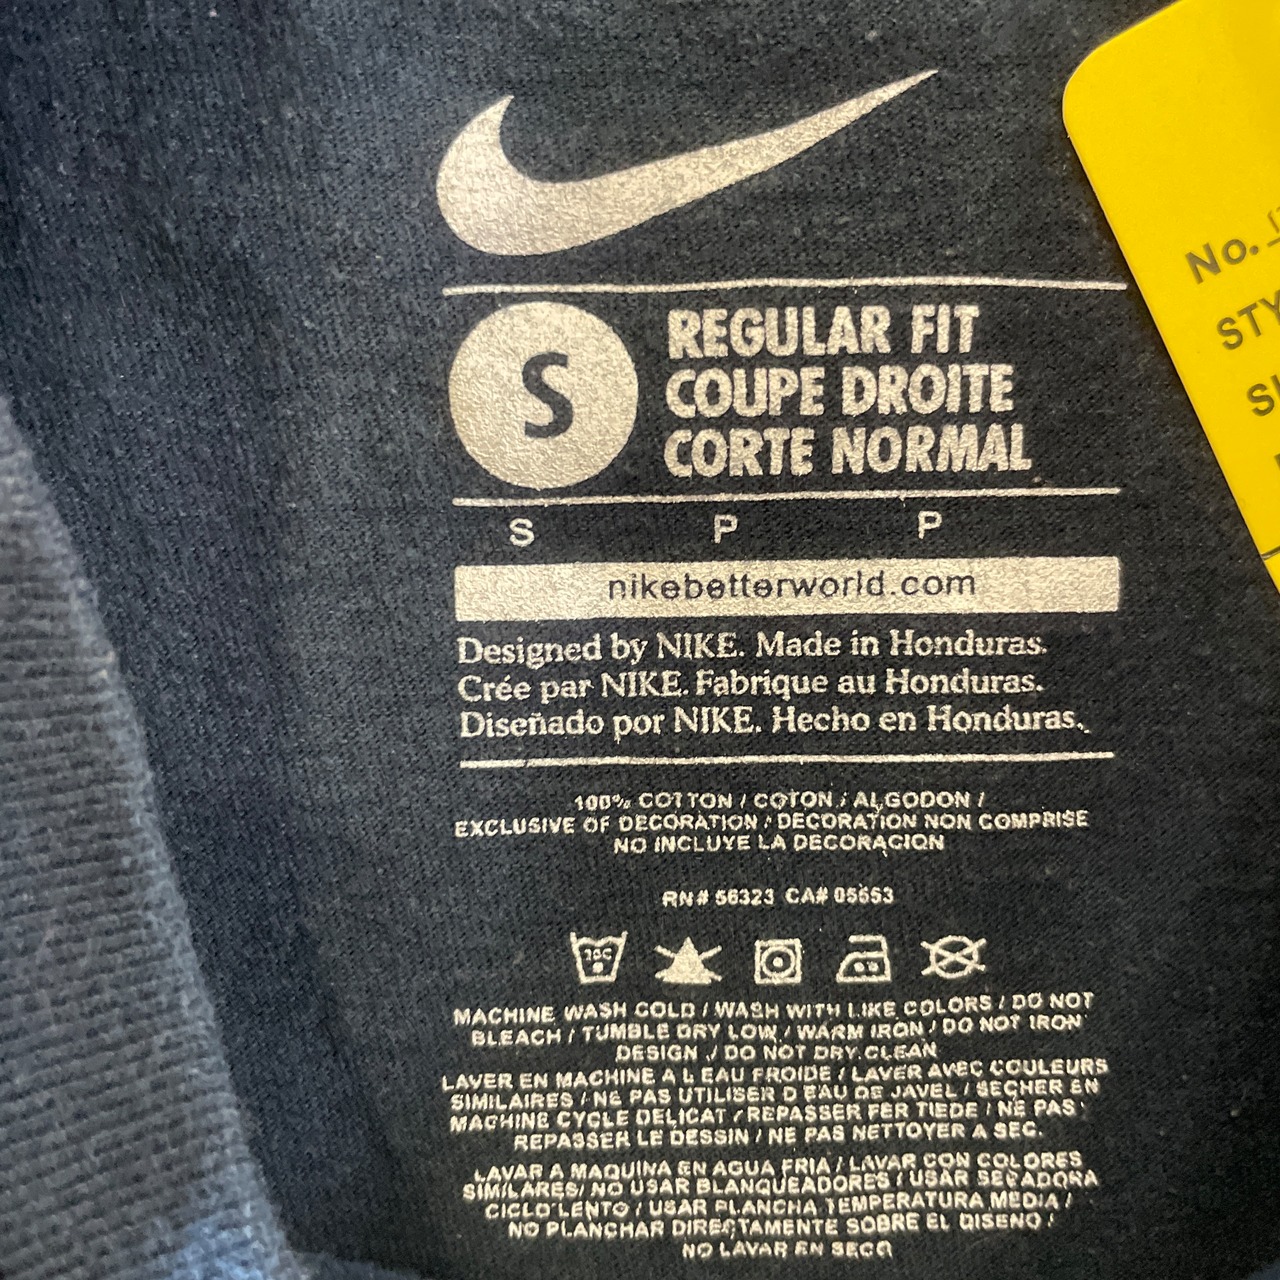 S
REGULAR FIT
COUPE DROITE
CORTE NORMAL
S P P
nikebetterworld.com
Designed by NIKE. Made in Honduras.
Crée par NIKE. Fabrique au Honduras.
Diseñado por NIKE. Hecho en Honduras.
100% COTTON / COTON / ALGODON /
EXCLUSIVE OF DECORATION / DECORATION NON COMPRISE
NO INCLUYE LA DECORACION
RN# 56323 CA# 05553
MACHINE WASH COLD / WASH WITH LIKE COLORS / DO NOT
BLEACH / TUMBLE DRY LOW / WARM IRON / DO NOT IRON
DESIGN / DO NOT DRY CLEAN
LAVER EN MACHINE A L EAU FROIDE / LAVER AVEC COULEURS
SIMILAIRES / NE PAS UTILISER D EAU DE JAVEL / SECHER EN
MACHINE CYCLE DELICAT / REPASSER FER TIEDE / NE PAS
REPASSER LE DESSIN / NE PAS NETTOYER A SEC.
LAVAR A MAQUINA EN AGUA FRIA / LAVAR CON COLORES
SIMILARES/ NO USAR BLANQUEADORES / USAR SECADORA
CICLO LENTO / USAR PLANCHA TEMPERATURA MEDIA /
NO PLANCHAR DIRECTAMENTE SOBRE EL DISENO /
NO LAVAR EN SECO
No.